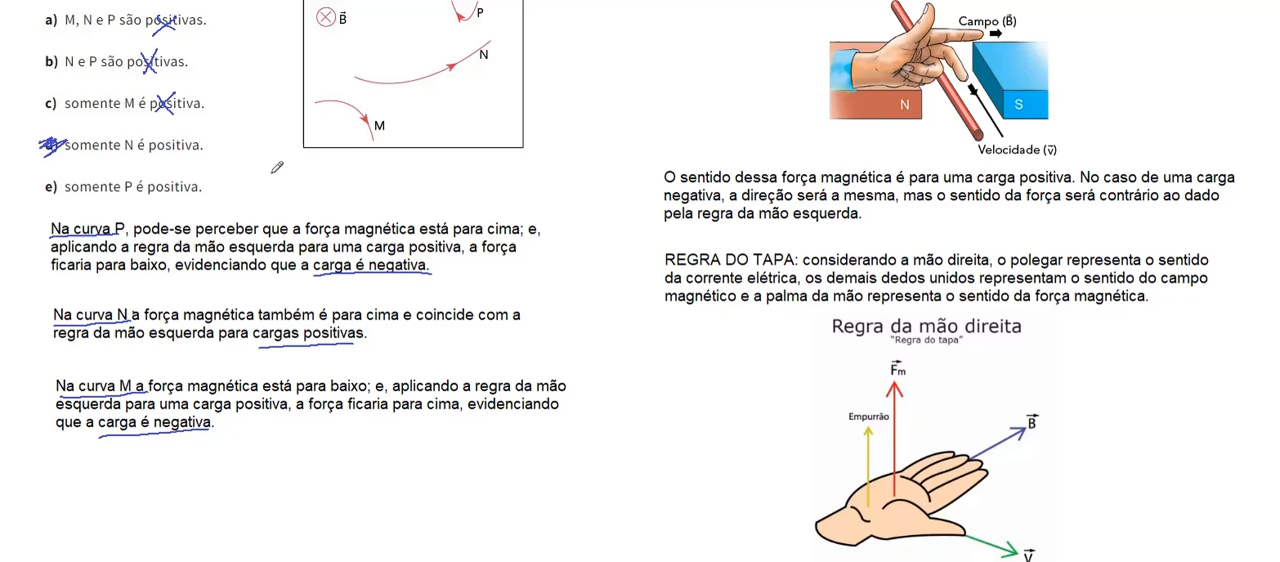 a) M, N e P são positivas.
b) N e P são positivas.
c) somente M é positiva.
d) somente N é positiva.
e) somente P é positiva.
B
P
N
M
Na curva P, pode-se perceber que a força magnética está para cima; e,
aplicando a regra da mão esquerda para uma carga positiva, a força
ficaria para baixo, evidenciando que a carga é negativa.
Na curva N a força magnética também é para cima e coincide com a
regra da mão esquerda para cargas positivas.
Na curva M a força magnética está para baixo; e, aplicando a regra da mão
esquerda para uma carga positiva, a força ficaria para cima, evidenciando
que a carga é negativa.
Campo (B)
N
S
Velocidade (v)
O sentido dessa força magnética é para uma carga positiva. No caso de uma carga
negativa, a direção será a mesma, mas o sentido da força será contrário ao dado
pela regra da mão esquerda.
REGRA DO TAPA: considerando a mão direita, o polegar representa o sentido
da corrente elétrica, os demais dedos unidos representam o sentido do campo
magnético e a palma da mão representa o sentido da força magnética.
Regra da mão direita
"Regra do tapa"
Fm
Empurrão
B
V